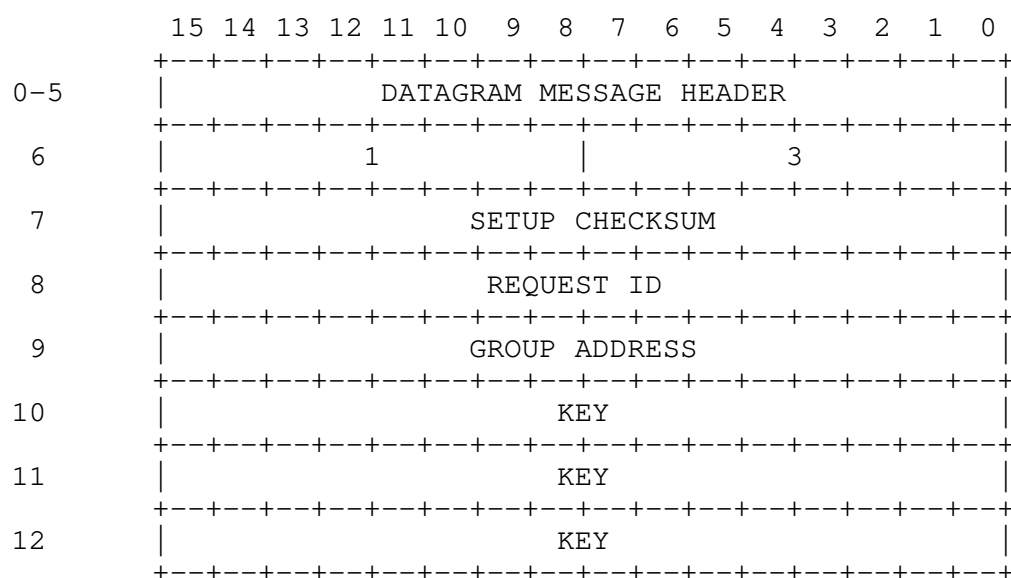 15 14 13 12 11 10 9 8 7 6 5 4 3 2 1 0
+--+--+--+--+--+--+--+--+--+--+--+--+--+--+--+--+
0-5 | DATAGRAM MESSAGE HEADER |
+--+--+--+--+--+--+--+--+--+--+--+--+--+--+--+--+
6 | 1 | 3 |
+--+--+--+--+--+--+--+--+--+--+--+--+--+--+--+--+
7 | SETUP CHECKSUM |
+--+--+--+--+--+--+--+--+--+--+--+--+--+--+--+--+
8 | REQUEST ID |
+--+--+--+--+--+--+--+--+--+--+--+--+--+--+--+--+
9 | GROUP ADDRESS |
+--+--+--+--+--+--+--+--+--+--+--+--+--+--+--+--+
10 | KEY |
+--+--+--+--+--+--+--+--+--+--+--+--+--+--+--+--+
11 | KEY |
+--+--+--+--+--+--+--+--+--+--+--+--+--+--+--+--+
12 | KEY |
+--+--+--+--+--+--+--+--+--+--+--+--+--+--+--+--+